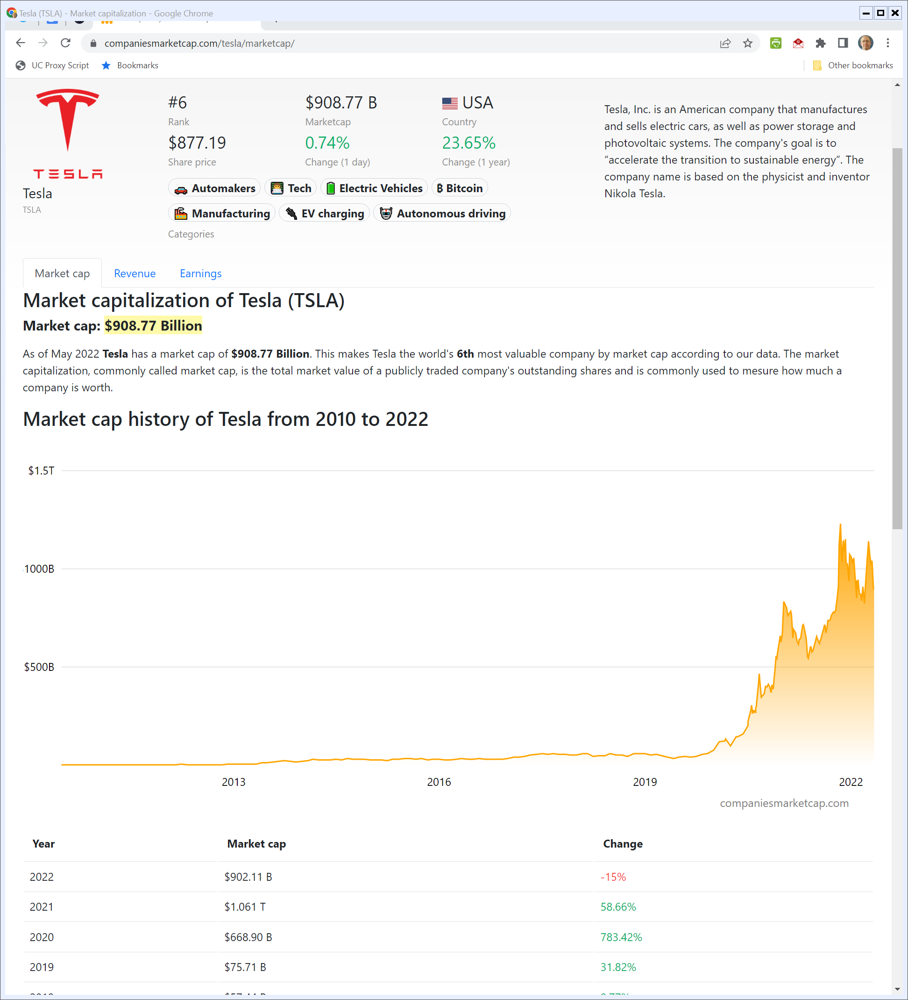 Tesla (TSLA) - Market capitalization - Google Chrome
companiesmarketcap.com/tesla/marketcap/
UC Proxy Script Bookmarks Other bookmarks
TESLA
Tesla
TSLA
#6
Rank
$908.77 B
Marketcap
USA
Country
$877.19
Share price
0.74%
Change (1 day)
23.65%
Change (1 year)
Automakers Tech Electric Vehicles ₿ Bitcoin
Manufacturing EV charging Autonomous driving
Categories
Tesla, Inc. is an American company that manufactures
and sells electric cars, as well as power storage and
photovoltaic systems. The company's goal is to
“accelerate the transition to sustainable energy”. The
company name is based on the physicist and inventor
Nikola Tesla.
Market cap Revenue Earnings
Market capitalization of Tesla (TSLA)
Market cap: $908.77 Billion
As of May 2022 Tesla has a market cap of $908.77 Billion. This makes Tesla the world's 6th most valuable company by market cap according to our data. The market
capitalization, commonly called market cap, is the total market value of a publicly traded company's outstanding shares and is commonly used to mesure how much a
company is worth.
Market cap history of Tesla from 2010 to 2022
$1.5T
1000B
$500B
2013 2016 2019 2022
companiesmarketcap.com
Year Market cap Change
2022 $902.11 B -15%
2021 $1.061 T 58.66%
2020 $668.90 B 783.42%
2019 $75.71 B 31.82%